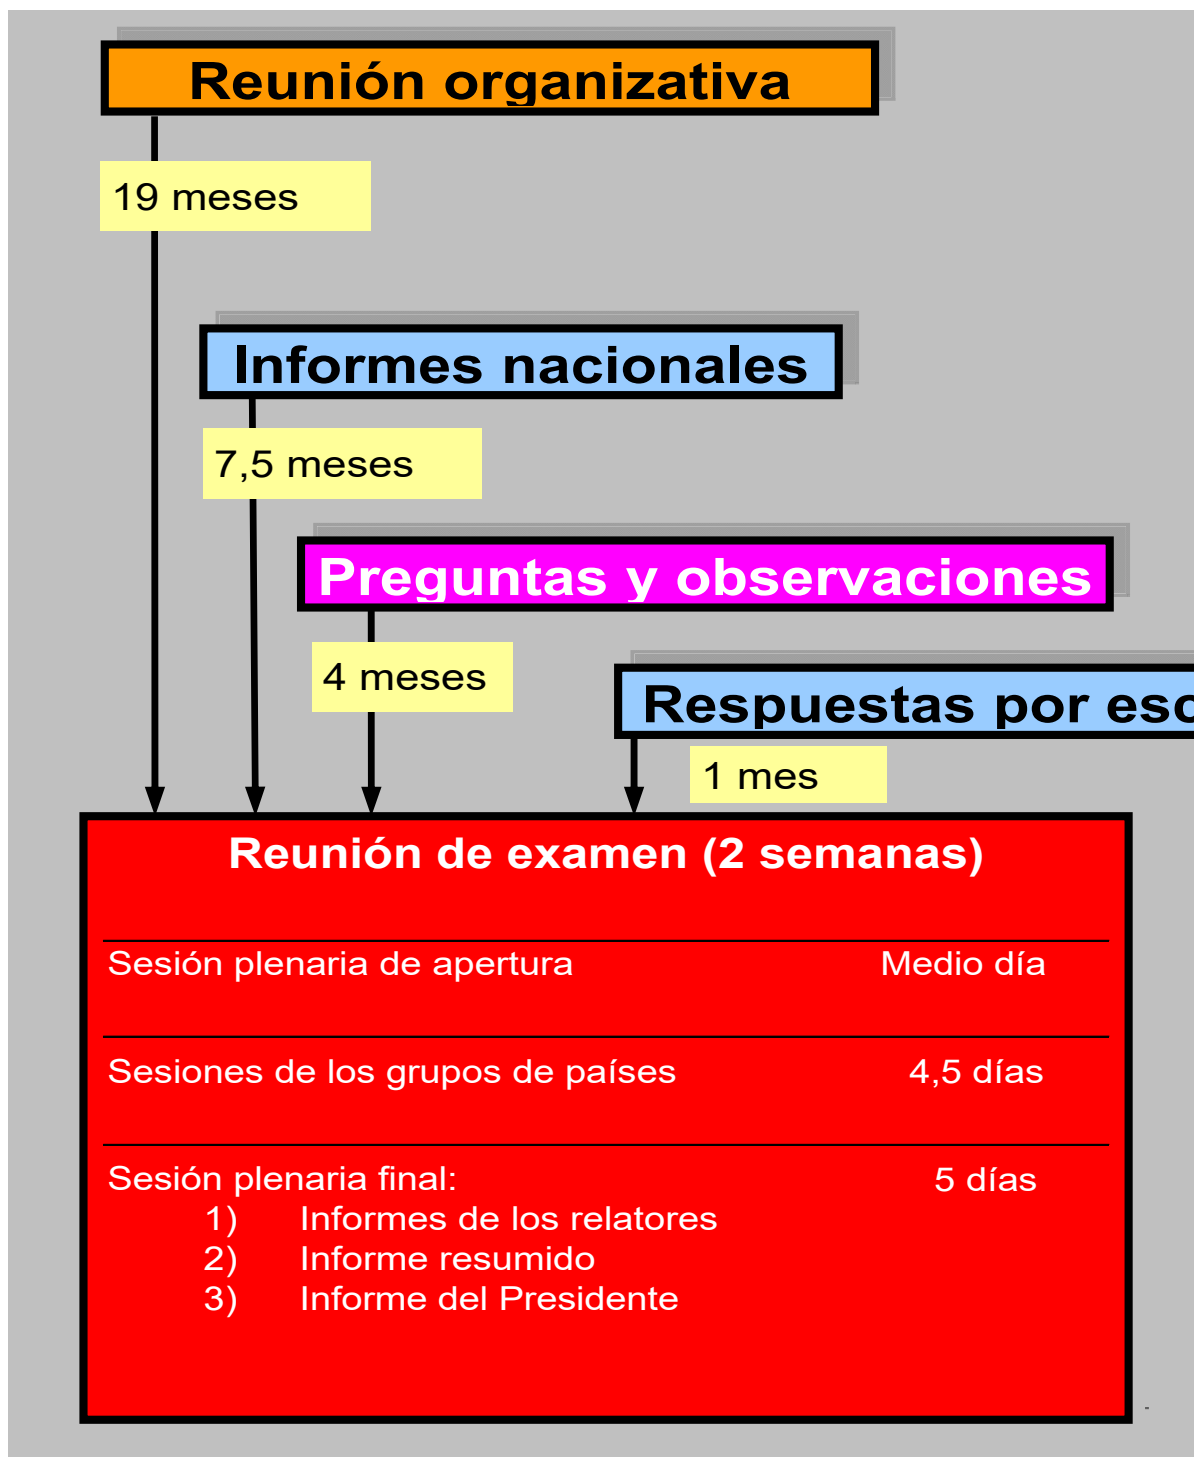 Reunión organizativa
19 meses
Informes nacionales
7,5 meses
Preguntas y observaciones
4 meses
Respuestas por
1 mes
Reunión de examen (2 semanas)
Sesión plenaria de apertura Medio día
Sesiones de los grupos de países 4,5 días
Sesión plenaria final: 5 días
1) Informes de los relatores
2) Informe resumido
3) Informe del Presidente